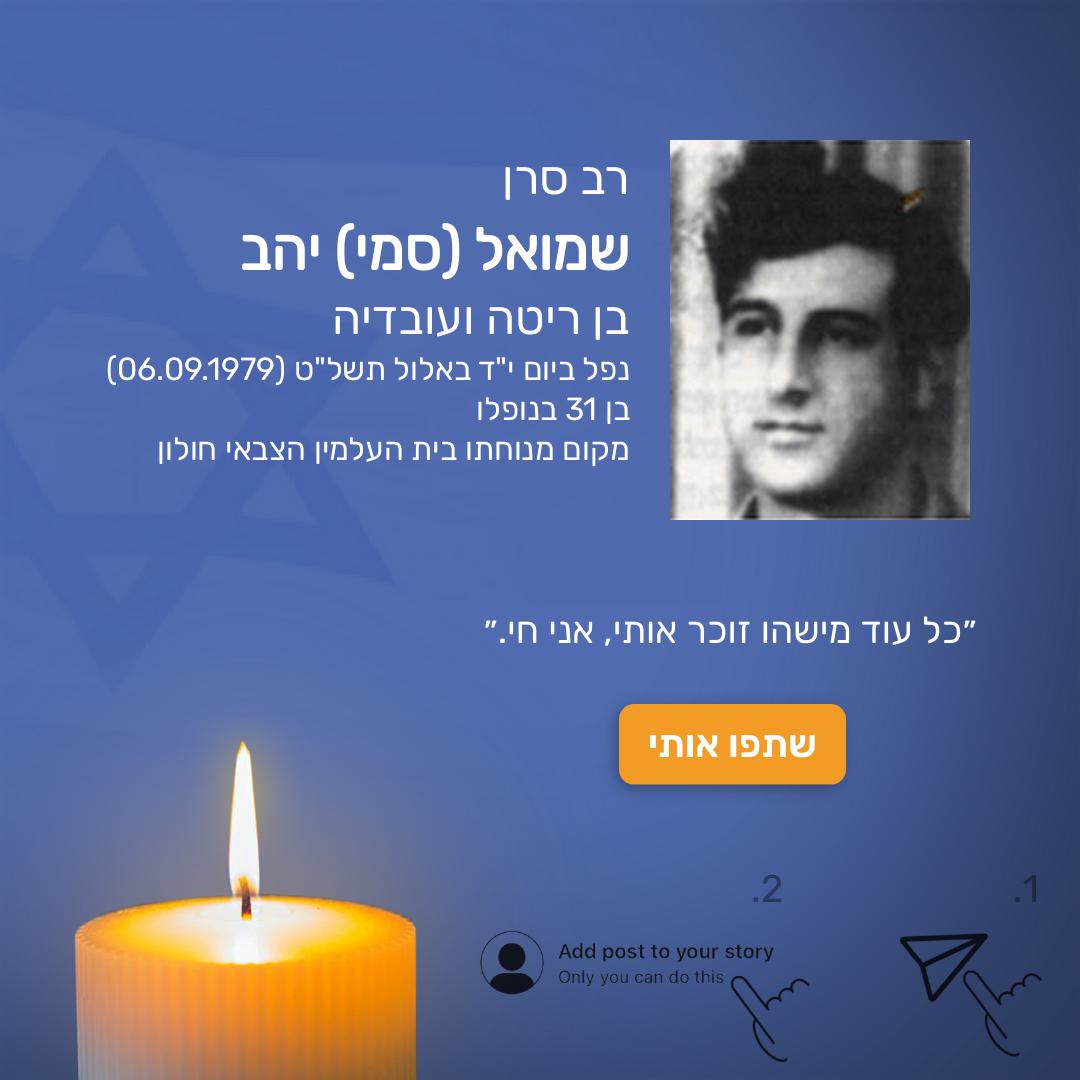 רב סרן
שמואל (סמי) יהב
בן ריטה ועובדיה
נפל ביום י"ד באלול תשל"ט (06.09.1979)
בן 31 בנופלו
מקום מנוחתו בית העלמין הצבאי חולון
״כל עוד מישהו זוכר אותי, אני חי.״
שתפו אותי
1.
2.
Add post to your story
Only you can do this